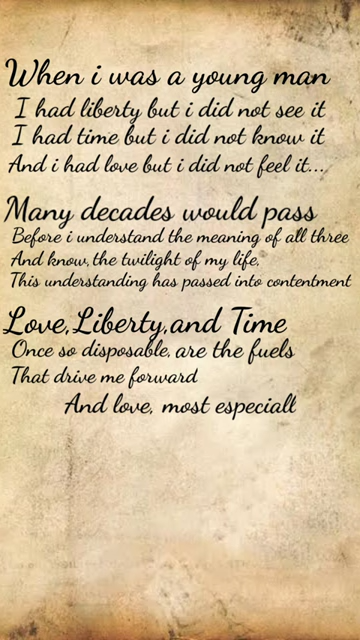 When i was a young man
I had liberty but i did not see it
I had time but i did not know it
And i had love but i did not feel it...
Many decades would pass
Before i understand the meaning of all three
And know, the twilight of my life,
This understanding has passed into contentment
Love, Liberty, and Time
Once so disposable, are the fuels
That drive me forward
And love, most especiall